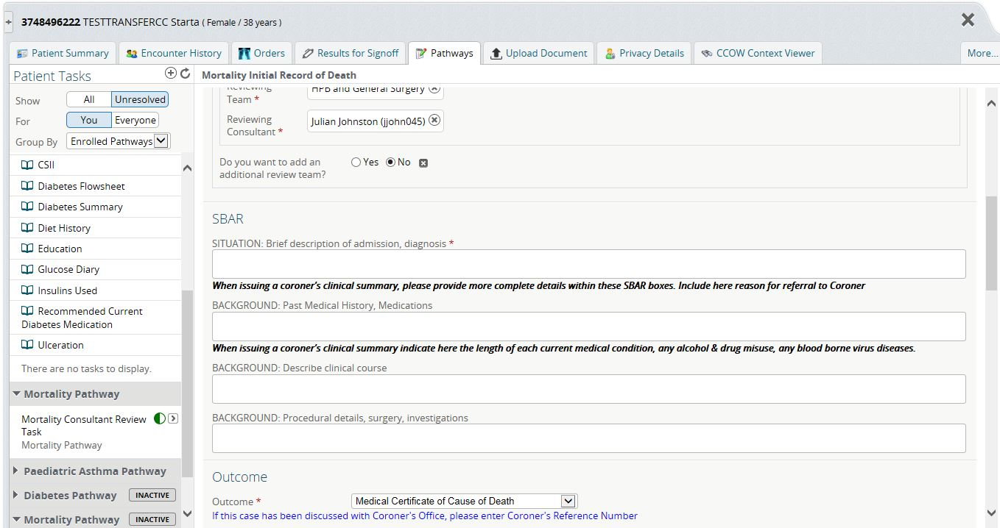 + 3748496222 TESTTRANSFERCC Starta ( Female / 38 years )
Patient Summary Encounter History Orders Results for Signoff Pathways Upload Document Privacy Details CCOW Context Viewer More...
Patient Tasks
Show All Unresolved
For You Everyone
Group By Enrolled Pathways
CSII
Diabetes Flowsheet
Diabetes Summary
Diet History
Education
Glucose Diary
Insulins Used
Recommended Current
Diabetes Medication
Ulceration
There are no tasks to display.
Mortality Pathway
Mortality Consultant Review
Task
Mortality Pathway
Paediatric Asthma Pathway
Diabetes Pathway INACTIVE
Mortality Pathway INACTIVE
Mortality Initial Record of Death
Reviewing
Team *
HPB and General Surgery
Reviewing
Consultant *
Julian Johnston (jjohn045)
Do you want to add an
additional review team?
Yes No
SBAR
SITUATION: Brief description of admission, diagnosis *
When issuing a coroner's clinical summary, please provide more complete details within these SBAR boxes. Include here reason for referral to Coroner
BACKGROUND: Past Medical History, Medications
When issuing a coroner's clinical summary indicate here the length of each current medical condition, any alcohol & drug misuse, any blood borne virus diseases.
BACKGROUND: Describe clinical course
BACKGROUND: Procedural details, surgery, investigations
Outcome
Outcome * Medical Certificate of Cause of Death
If this case has been discussed with Coroner's Office, please enter Coroner's Reference Number